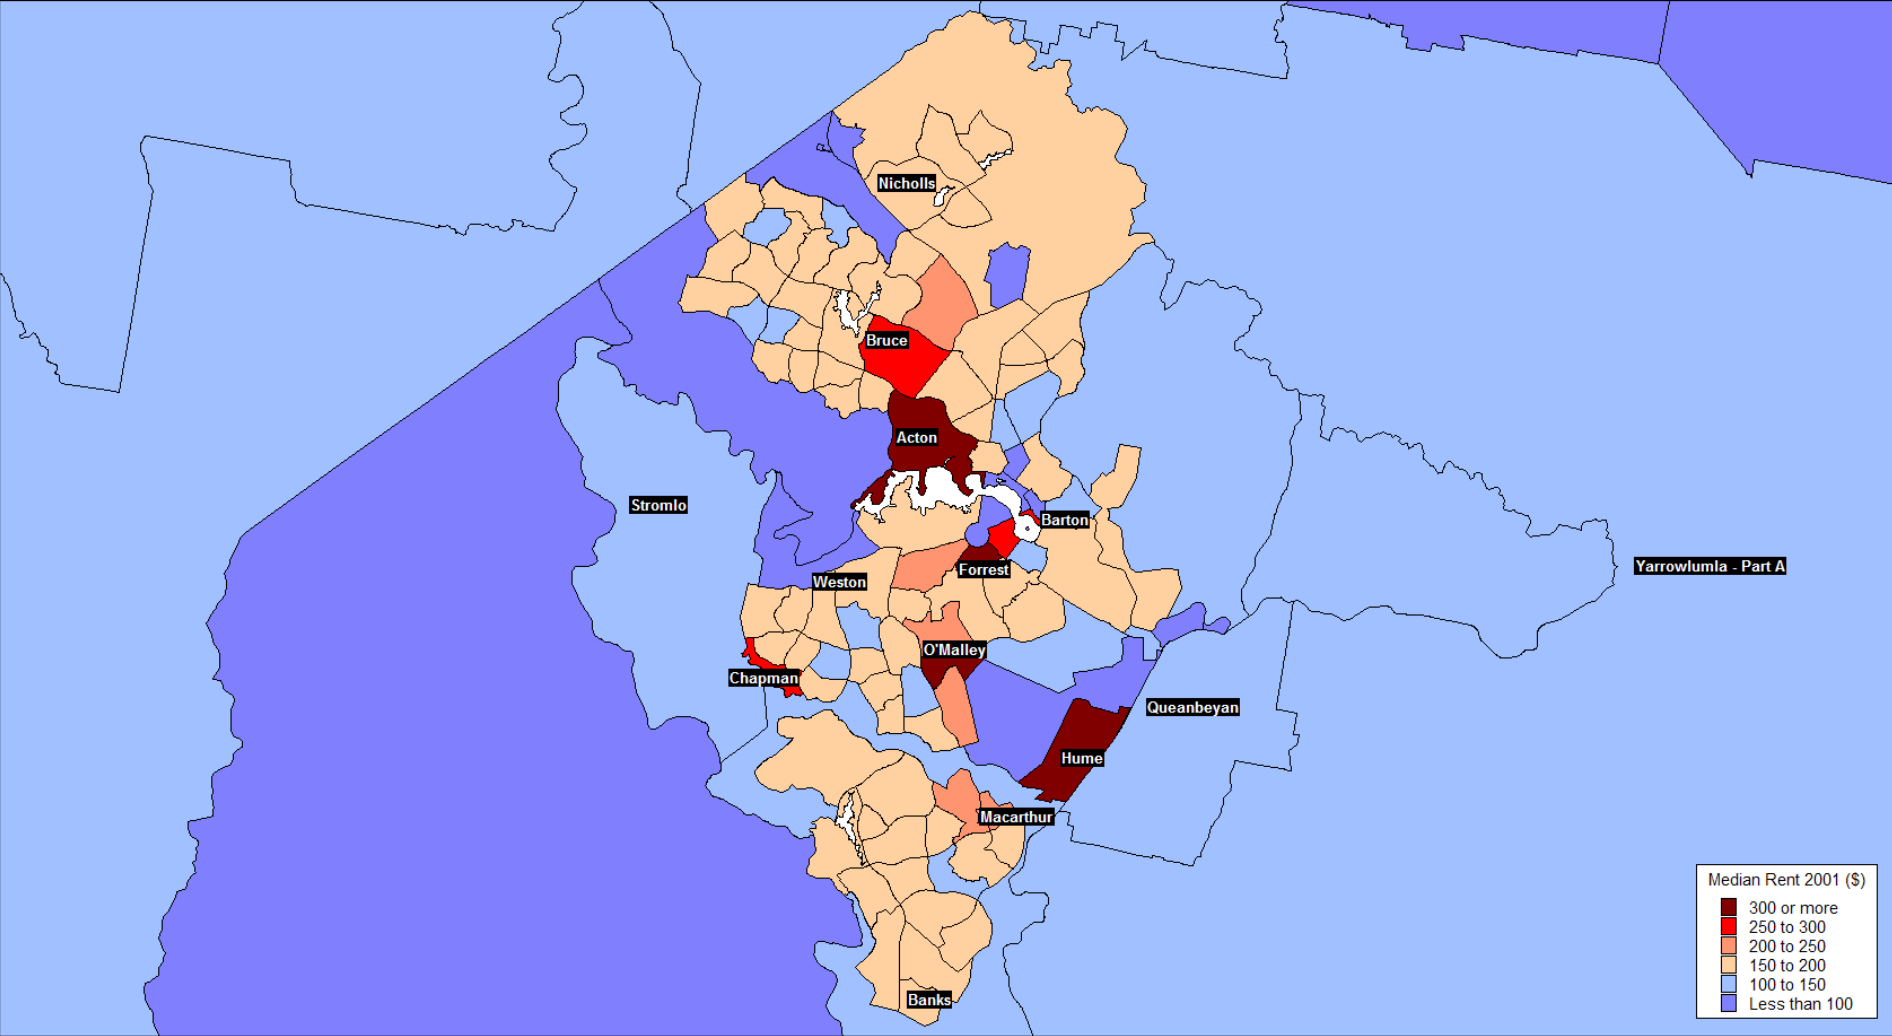 Nicholls
Bruce
Acton
Stromlo
Barton
Yarrowlumla - Part A
Forrest
Weston
O'Malley
Chapman
Queanbeyan
Hume
Macarthur
Banks
Median Rent 2001 ($)
300 or more
250 to 300
200 to 250
150 to 200
100 to 150
Less than 100